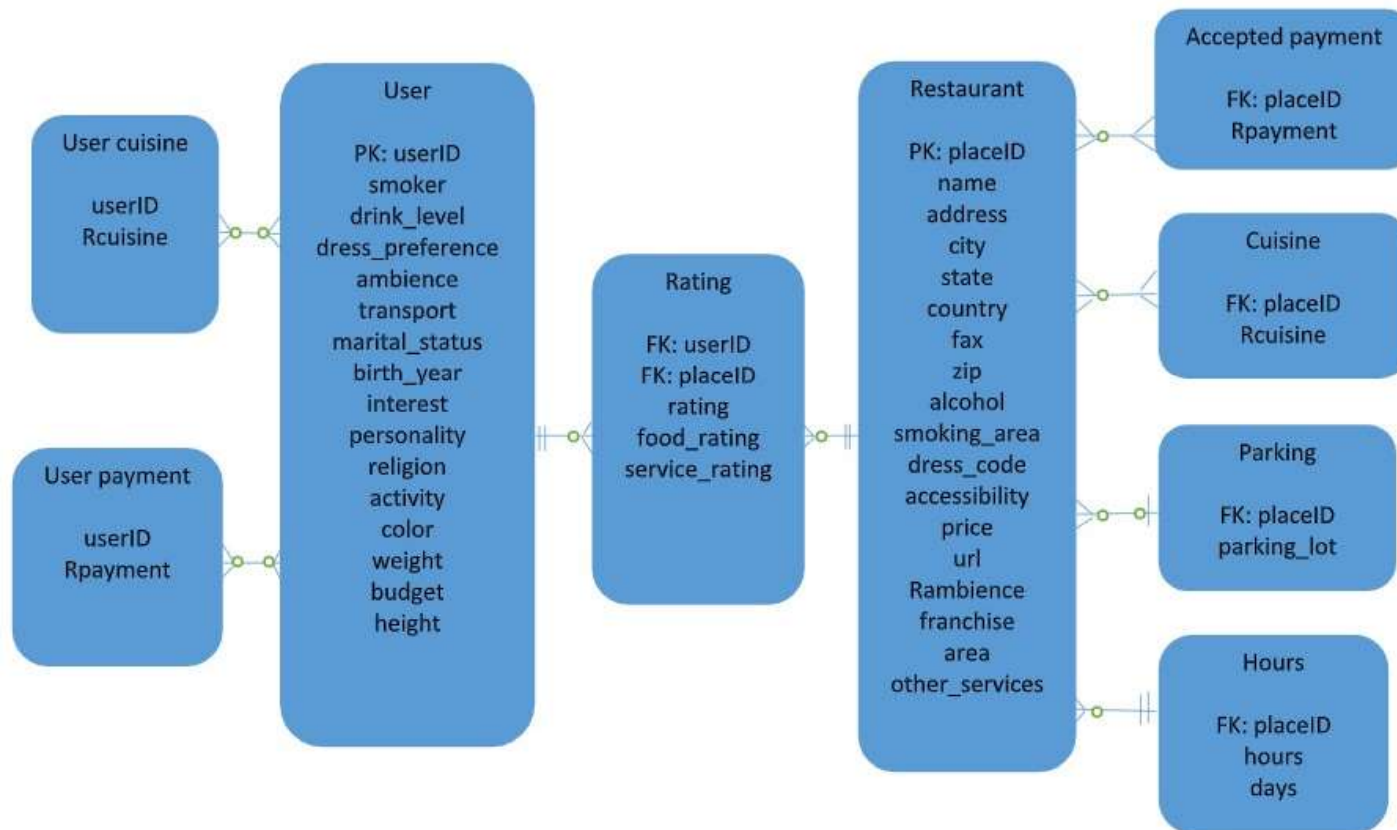 User cuisine
userID
Rcuisine
User payment
userID
Rpayment
User
PK: userID
smoker
drink_level
dress_preference
ambience
transport
marital_status
birth_year
interest
personality
religion
activity
color
weight
budget
height
Rating
FK: userID
FK: placeID
rating
food_rating
service_rating
Restaurant
PK: placeID
name
address
city
state
country
fax
zip
alcohol
smoking_area
dress_code
accessibility
price
url
Rambience
franchise
area
other_services
Accepted payment
FK: placeID
Rpayment
Cuisine
FK: placeID
Rcuisine
Parking
FK: placeID
parking_lot
Hours
FK: placeID
hours
days